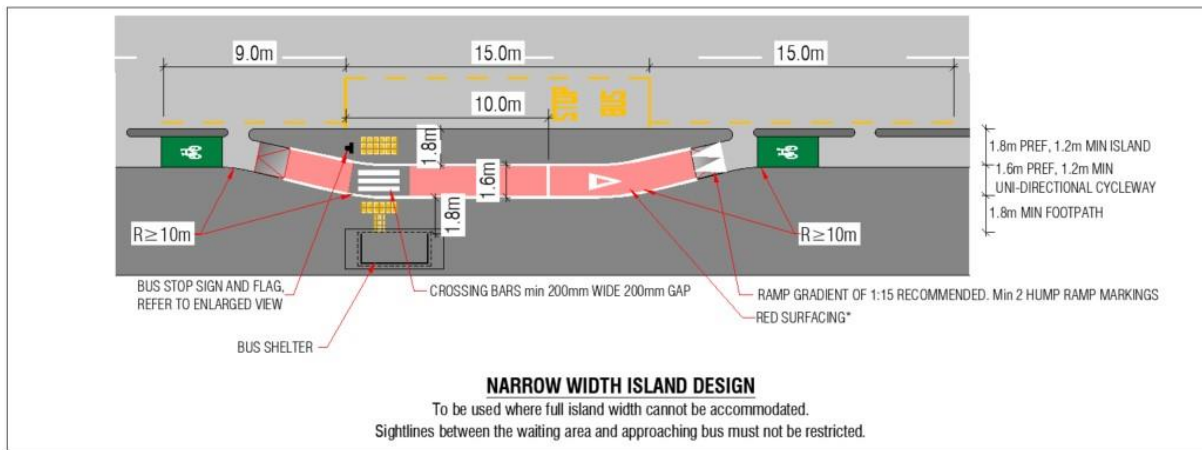 9.0m
15.0m
15.0m
10.0m
STOP
BUS
1.8m
1.6m
1.8m
1.8m PREF, 1.2m MIN ISLAND
1.6m PREF, 1.2m MIN
UNI-DIRECTIONAL CYCLEWAY
1.8m MIN FOOTPATH
R≥10m
R≥10m
BUS STOP SIGN AND FLAG,
REFER TO ENLARGED VIEW
CROSSING BARS min 200mm WIDE 200mm GAP
RAMP GRADIENT OF 1:15 RECOMMENDED. Min 2 HUMP RAMP MARKINGS
RED SURFACING*
BUS SHELTER
NARROW WIDTH ISLAND DESIGN
To be used where full island width cannot be accommodated.
Sightlines between the waiting area and approaching bus must not be restricted.